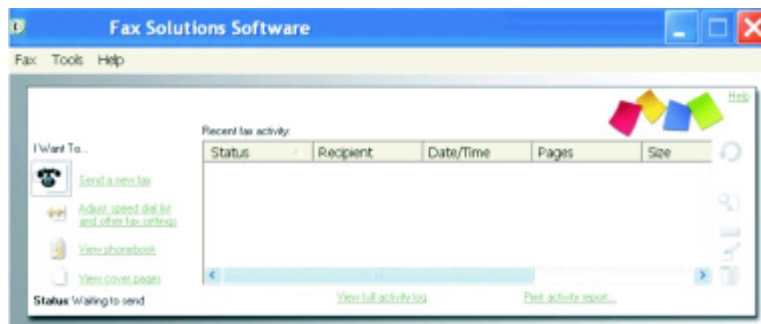 Fax Solutions Software
Fax Tools Help
Help
Recent fax activity:
I Want To...
Status Recipient Date/Time Pages Size
Send a new fax
Adjust speed dial list
and other fax settings
View phonebook
View cover pages
Status: Waiting to send
View full activity log
Print activity report...